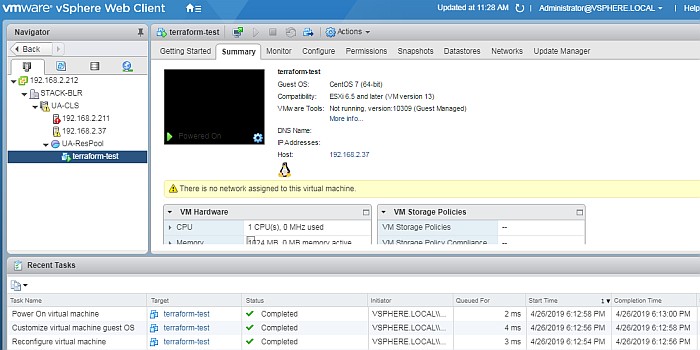 vmware® vSphere Web Client
Updated at 11:28 AM
Administrator@VSPHERE.LOCAL
Help
Navigator
Back
192.168.2.212
STACK-BLR
UA-CLS
192.168.2.211
192.168.2.37
UA-ResPool
terraform-test
terraform-test
Actions
Getting Started Summary Monitor Configure Permissions Snapshots Datastores Networks Update Manager
terraform-test
Guest OS: CentOS 7 (64-bit)
Compatibility: ESXi 6.5 and later (VM version 13)
VMware Tools: Not running, version:10309 (Guest Managed)
More info...
DNS Name:
IP Addresses:
Host: 192.168.2.37
Powered On
There is no network assigned to this virtual machine.
VM Hardware
CPU 1 CPU(s), 0 MHz used
Memory MB, 0 MB memory active
VM Storage Policies
VM Storage Policies --
VM Storage Policy Compliance --
Recent Tasks
Task Name Target Status Initiator Queued For Start Time 1 Completion Time
Power On virtual machine terraform-test Completed VSPHERE.LOCAL\\... 2 ms 4/26/2019 6:12:58 PM 4/26/2019 6:13:00 PM
Customize virtual machine guest OS terraform-test Completed VSPHERE.LOCAL\\... 4 ms 4/26/2019 6:12:56 PM 4/26/2019 6:12:58 PM
Reconfigure virtual machine terraform-test Completed VSPHERE.LOCAL\\... 3 ms 4/26/2019 6:12:54 PM 4/26/2019 6:12:56 PM